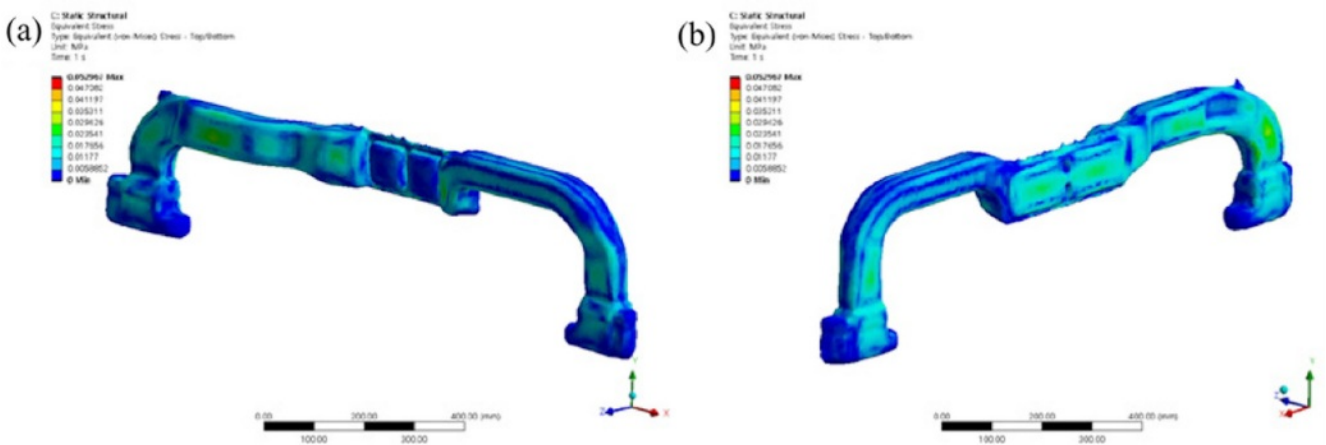 (a)
C: Static Structural
Equivalent Stress
Type: Equivalent (von-Mises) Stress - Top/Bottom
Unit: MPa
Time: 1 s
0.052967 Max
0.047082
0.041197
0.035311
0.029426
0.023541
0.017656
0.01177
0.0058852
0 Min
0.00
200.00
400.00 (mm)
100.00
300.00
Y
Z
X
(b)
C: Static Structural
Equivalent Stress
Type: Equivalent (von-Mises) Stress - Top/Bottom
Unit: MPa
Time: 1 s
0.052967 Max
0.047082
0.041197
0.035311
0.029426
0.023541
0.017656
0.01177
0.0058852
0 Min
0.00
200.00
400.00 (mm)
100.00
300.00
Y
Z
X